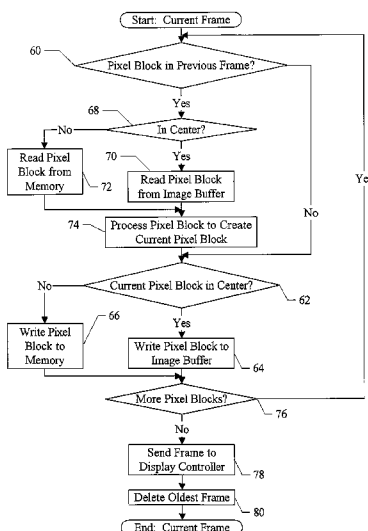 Start: Current Frame
60
Pixel Block in Previous Frame?
Yes
68
No
In Center?
Yes
70
Read Pixel
Block from
Memory
72
Read Pixel Block
from Image Buffer
Ye
No
74
Process Pixel Block to Create
Current Pixel Block
No
Current Pixel Block in Center?
62
Yes
66
Write Pixel
Block to
Memory
Write Pixel Block to
Image Buffer
64
More Pixel Blocks?
76
No
Send Frame to
Display Controller
78
Delete Oldest Frame
80
End: Current Frame